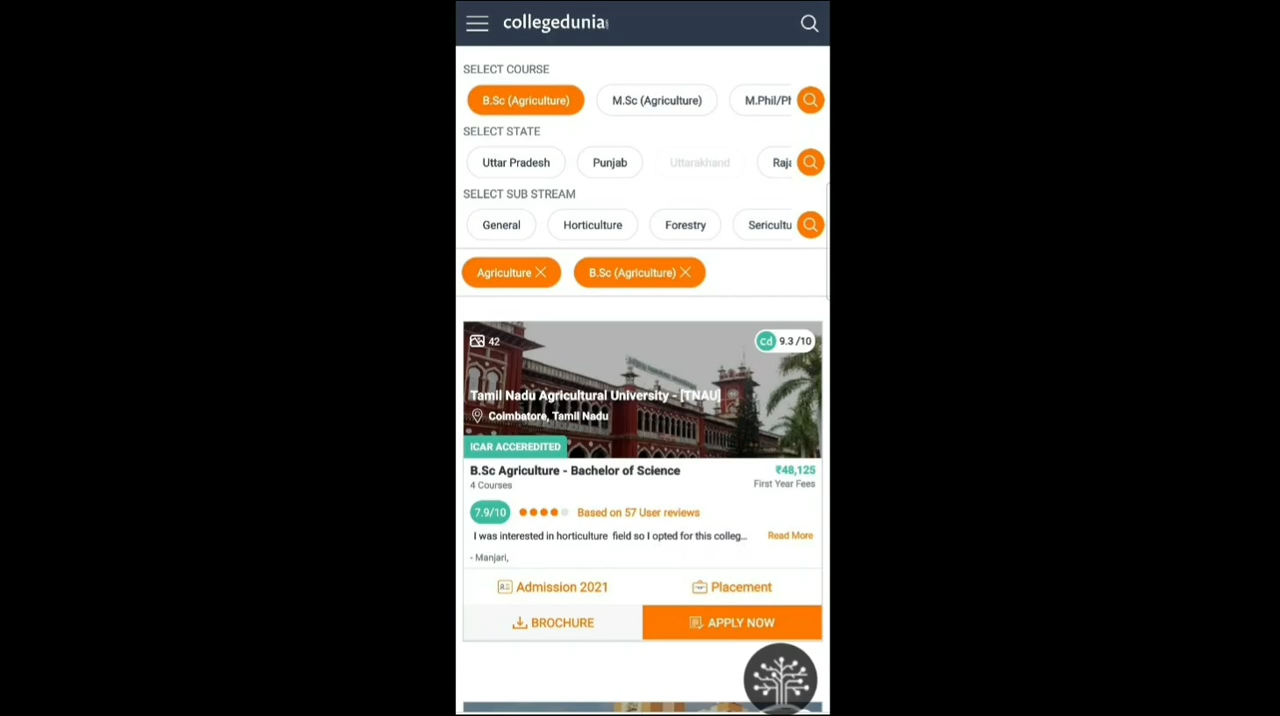 collegedunia
SELECT COURSE
B.Sc (Agriculture) M.Sc (Agriculture) M.Phil/Ph
SELECT STATE
Uttar Pradesh Punjab Uttarakhand Raja
SELECT SUB STREAM
General Horticulture Forestry Sericultu
Agriculture B.Sc (Agriculture)
42 Cd 9.3 /10
Tamil Nadu Agricultural University - [TNAU]
Coimbatore, Tamil Nadu
ICAR ACCEREDITED
B.Sc Agriculture - Bachelor of Science ₹48,125
4 Courses First Year Fees
7.9/10 Based on 57 User reviews
I was interested in horticulture field so I opted for this colleg... Read More
- Manjari,
Admission 2021 Placement
BROCHURE APPLY NOW